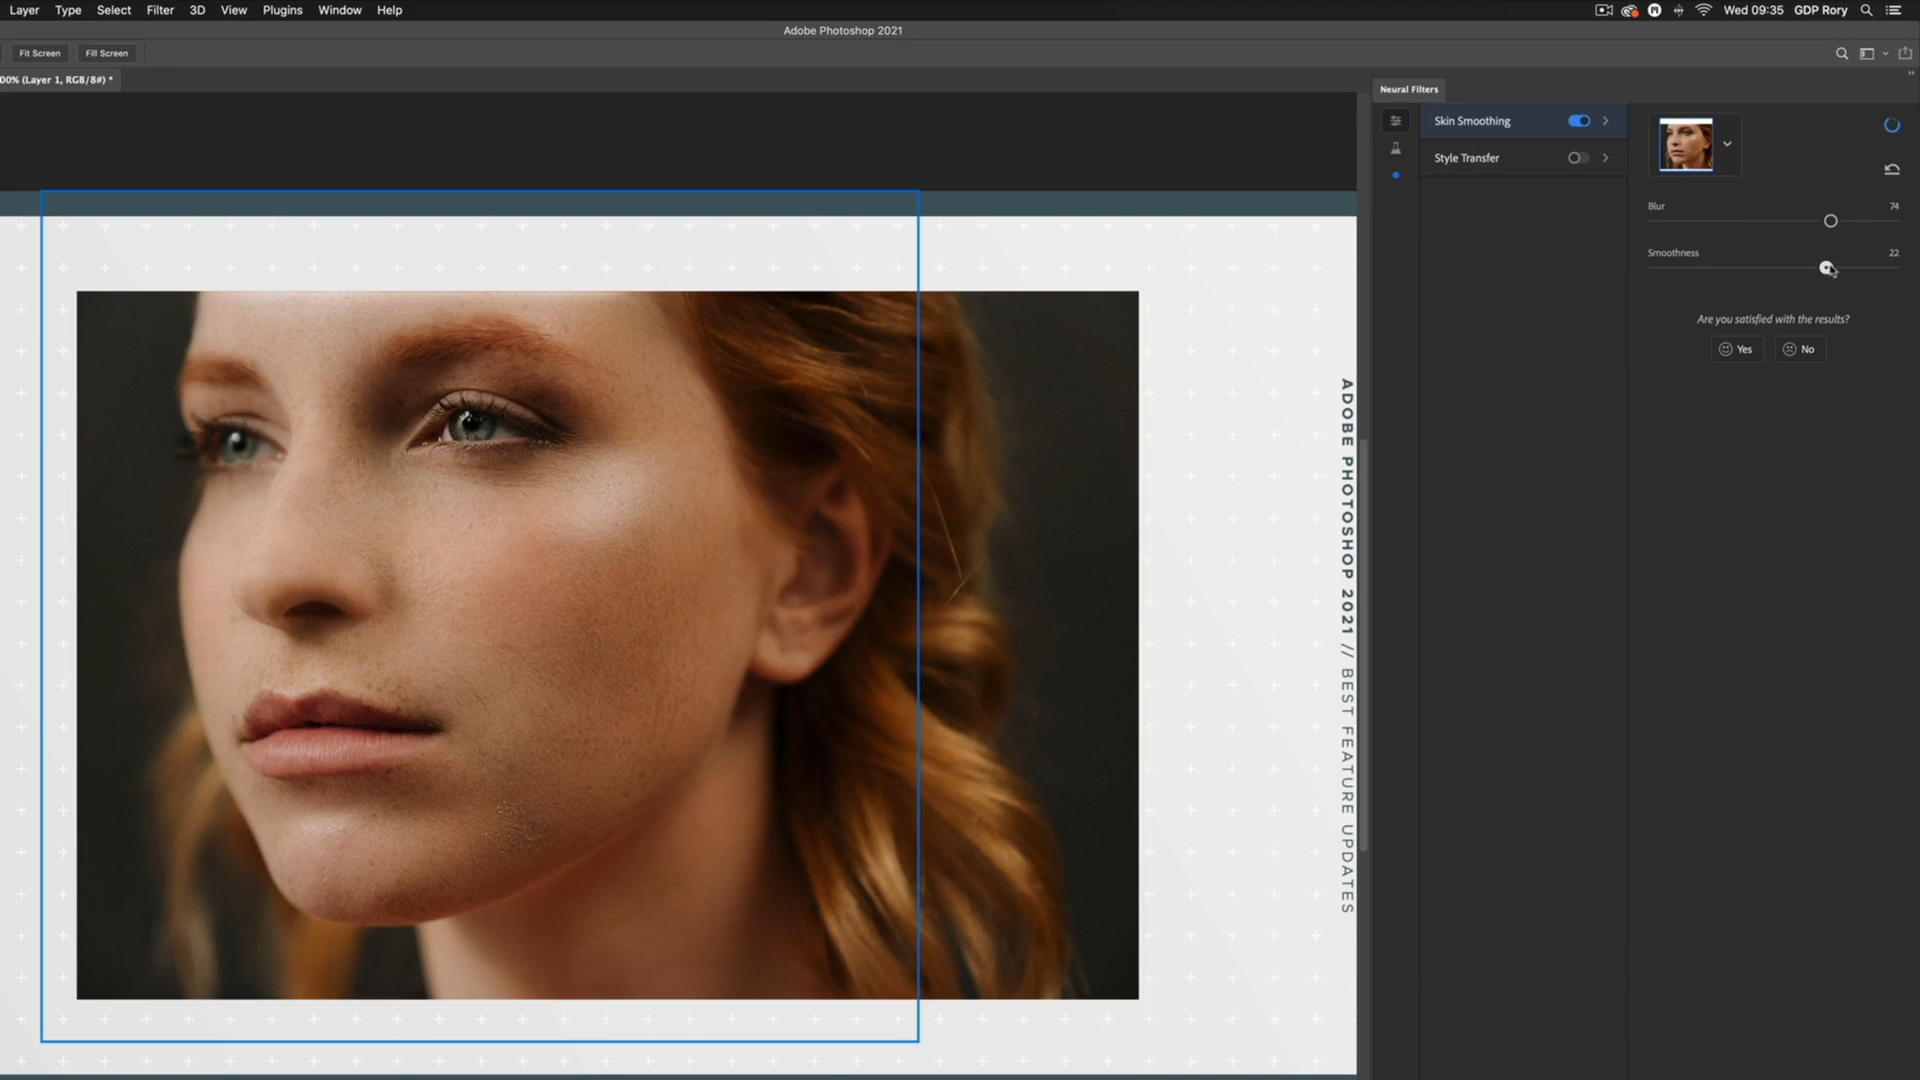 Layer Type Select Filter 3D View Plugins Window Help
Wed 09:35 GDP Rory
Adobe Photoshop 2021
Fit Screen Fill Screen
00% (Layer 1, RGB/8#) *
Neural Filters
Skin Smoothing
Style Transfer
Blur 74
Smoothness 22
Are you satisfied with the results?
Yes No
ADOBE PHOTOSHOP 2021 // BEST FEATURE UPDATES